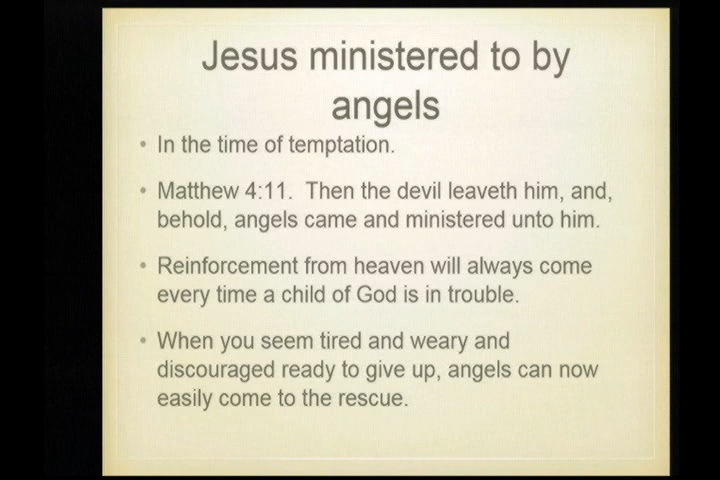 Jesus ministered to by
angels
• In the time of temptation.
• Matthew 4:11.  Then the devil leaveth him, and,
behold, angels came and ministered unto him.
• Reinforcement from heaven will always come
every time a child of God is in trouble.
• When you seem tired and weary and
discouraged ready to give up, angels can now
easily come to the rescue.